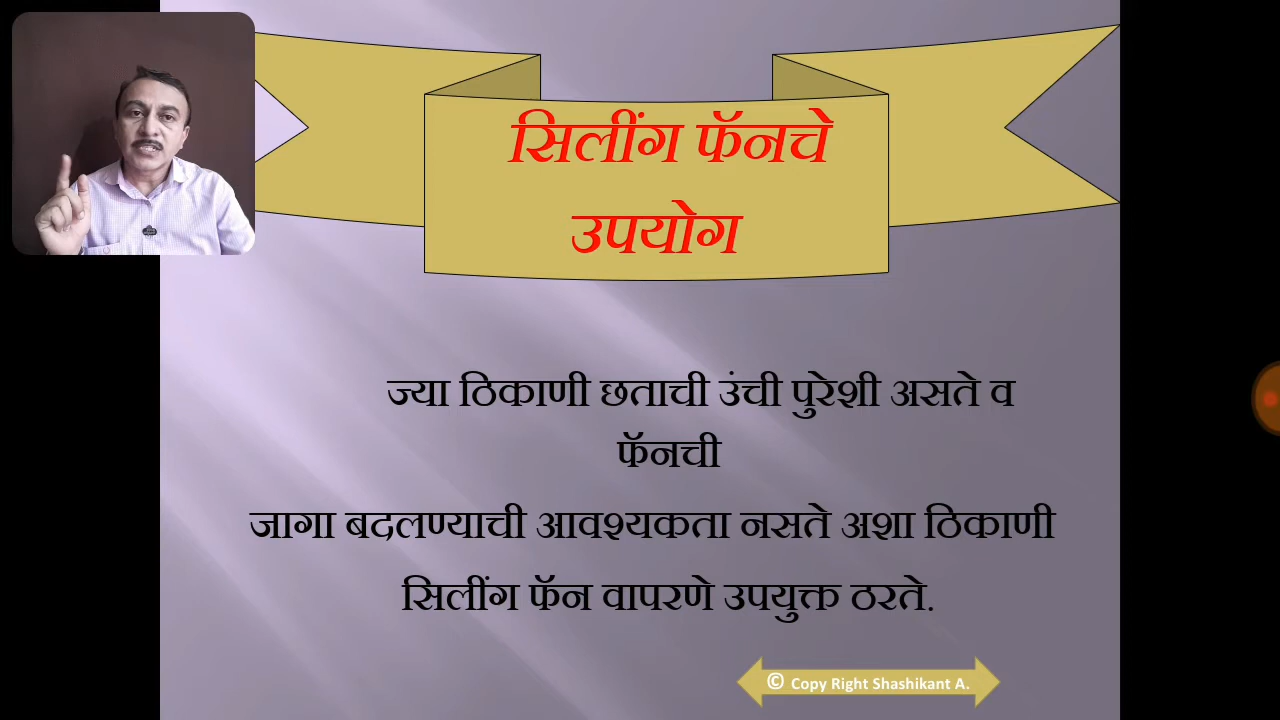 सिलींग फॅनचे
उपयोग
ज्या ठिकाणी छताची उंची पुरेशी असते व
फॅनची
जागा बदलण्याची आवश्यकता नसते अशा ठिकाणी
सिलींग फॅन वापरणे उपयुक्त ठरते.
© Copy Right Shashikant A.